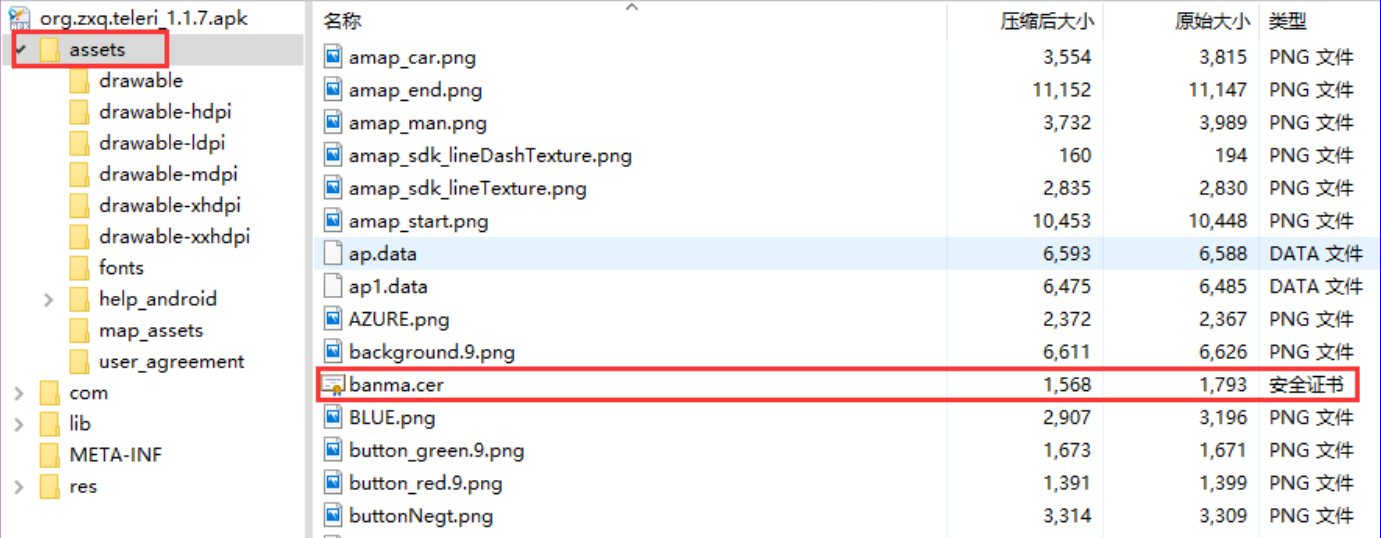 org.zxq.teleri_1.1.7.apk
assets
drawable
drawable-hdpi
drawable-ldpi
drawable-mdpi
drawable-xhdpi
drawable-xxhdpi
fonts
help_android
map_assets
user_agreement
com
lib
META-INF
res
名称 压缩后大小 原始大小 类型
amap_car.png 3,554 3,815 PNG 文件
amap_end.png 11,152 11,147 PNG 文件
amap_man.png 3,732 3,989 PNG 文件
amap_sdk_lineDashTexture.png 160 194 PNG 文件
amap_sdk_lineTexture.png 2,835 2,830 PNG 文件
amap_start.png 10,453 10,448 PNG 文件
ap.data 6,593 6,588 DATA 文件
ap1.data 6,475 6,485 DATA 文件
AZURE.png 2,372 2,367 PNG 文件
background.9.png 6,611 6,626 PNG 文件
banma.cer 1,568 1,793 安全证书
BLUE.png 2,907 3,196 PNG 文件
button_green.9.png 1,673 1,671 PNG 文件
button_red.9.png 1,391 1,399 PNG 文件
buttonNegt.png 3,314 3,309 PNG 文件